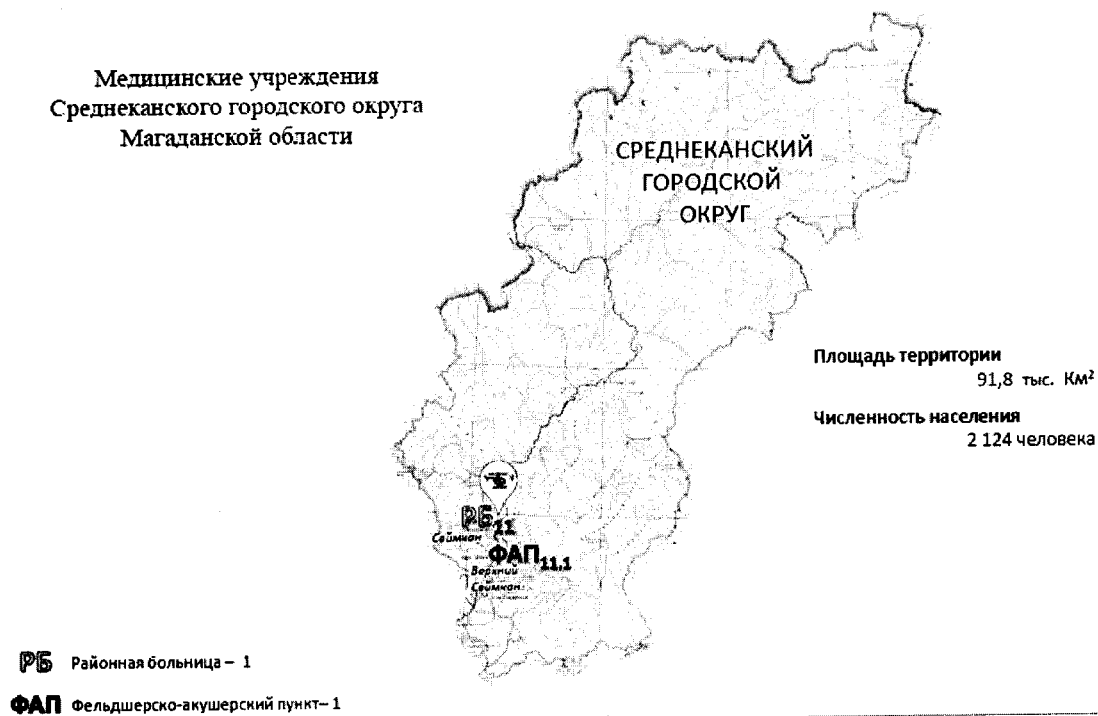 Медицинские учреждения
Среднеканского городского округа
Магаданской области
СРЕДНЕКАНСКИЙ
ГОРОДСКОЙ
ОКРУГ
Площадь территории
91,8 тыс. Км²
Численность населения
2 124 человека
РБ11
Сеймчан
ФАП11.1
Верхний
Сеймчан
РБ Районная больница – 1
ФАП Фельдшерско-акушерский пункт– 1